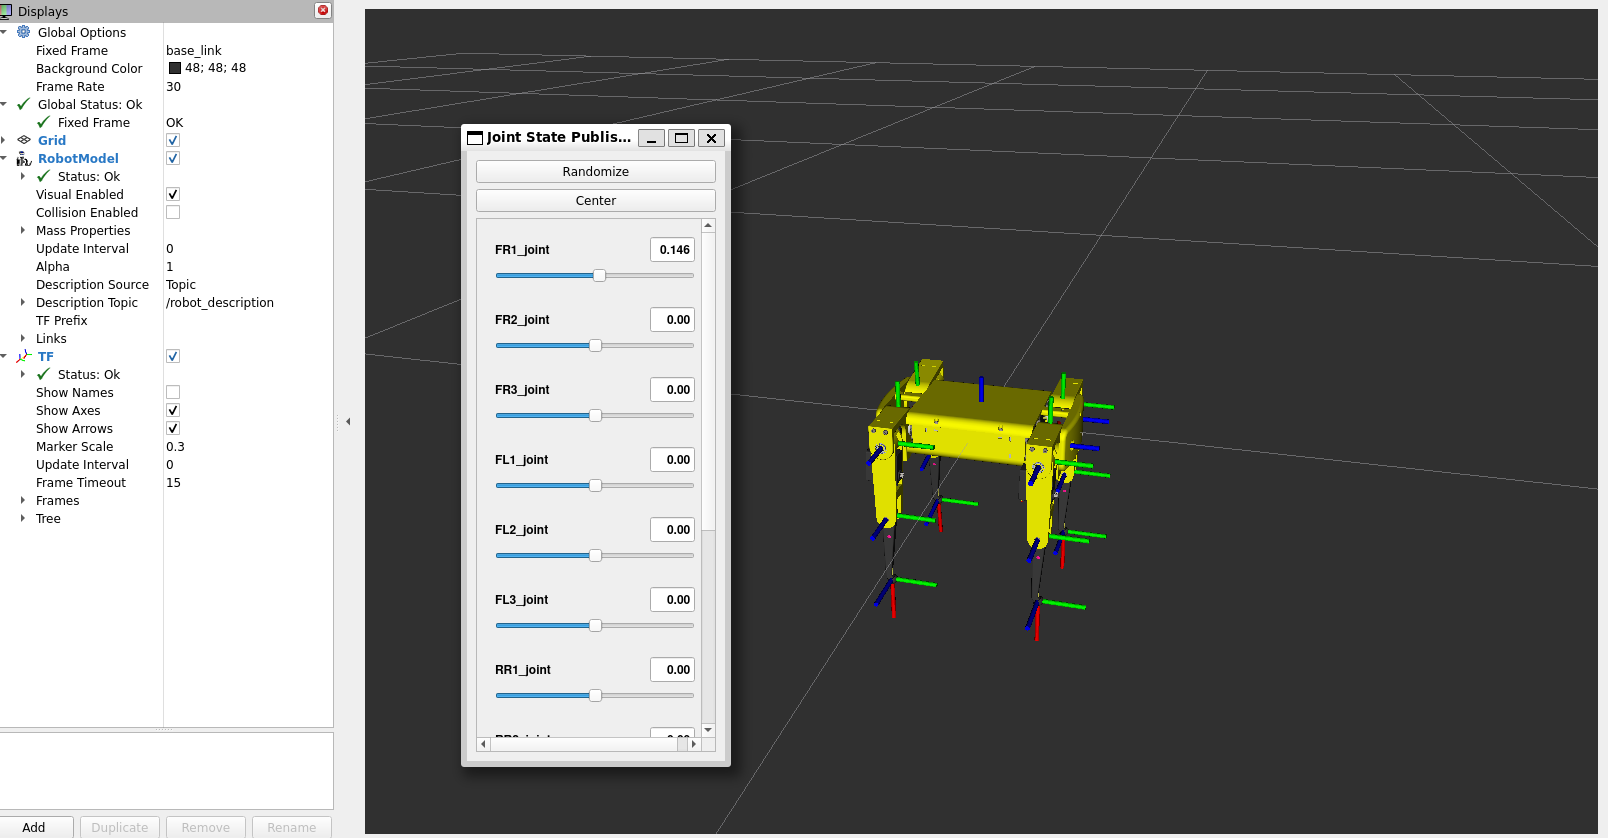 Displays
Global Options
Fixed Frame base_link
Background Color 48; 48; 48
Frame Rate 30
Global Status: Ok
Fixed Frame OK
Grid
RobotModel
Status: Ok
Visual Enabled
Collision Enabled
Mass Properties
Update Interval 0
Alpha 1
Description Source Topic
Description Topic /robot_description
TF Prefix
Links
TF
Status: Ok
Show Names
Show Axes
Show Arrows
Marker Scale 0.3
Update Interval 0
Frame Timeout 15
Frames
Tree
Add Duplicate Remove Rename
Joint State Publis...
Randomize
Center
FR1_joint 0.146
FR2_joint 0.00
FR3_joint 0.00
FL1_joint 0.00
FL2_joint 0.00
FL3_joint 0.00
RR1_joint 0.00